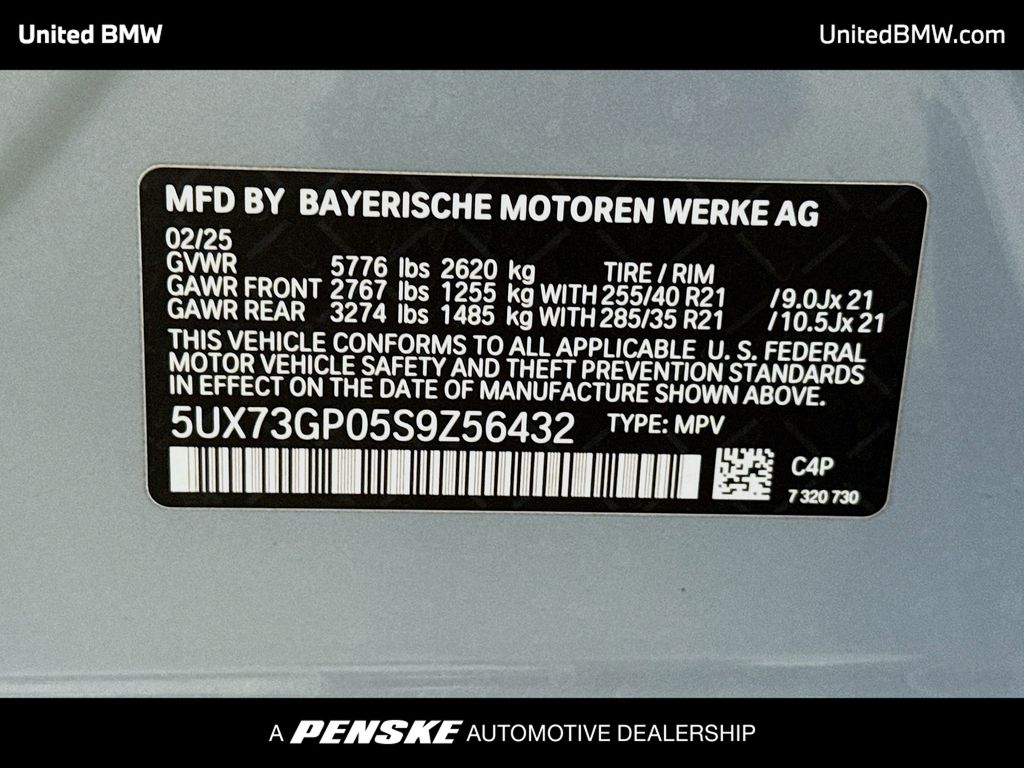 United BMW
UnitedBMW.com
MFD BY BAYERISCHE MOTOREN WERKE AG
02/25
GVWR 5776 lbs 2620 kg TIRE / RIM
GAWR FRONT 2767 lbs 1255 kg WITH 255/40 R21 /9.0Jx 21
GAWR REAR 3274 lbs 1485 kg WITH 285/35 R21 /10.5Jx 21
THIS VEHICLE CONFORMS TO ALL APPLICABLE U. S. FEDERAL
MOTOR VEHICLE SAFETY AND THEFT PREVENTION STANDARDS
IN EFFECT ON THE DATE OF MANUFACTURE SHOWN ABOVE.
5UX73GP05S9Z56432 TYPE: MPV
C4P
7 320 730
A PENSKE AUTOMOTIVE DEALERSHIP